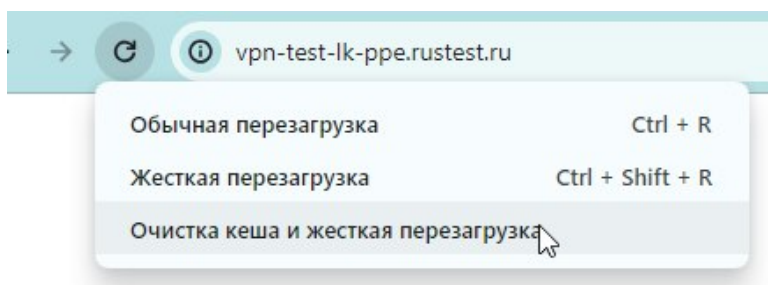 vpn-test-lk-ppe.rustest.ru
Обычная перезагрузка Ctrl + R
Жесткая перезагрузка Ctrl + Shift + R
Очистка кеша и жесткая перезагрузка